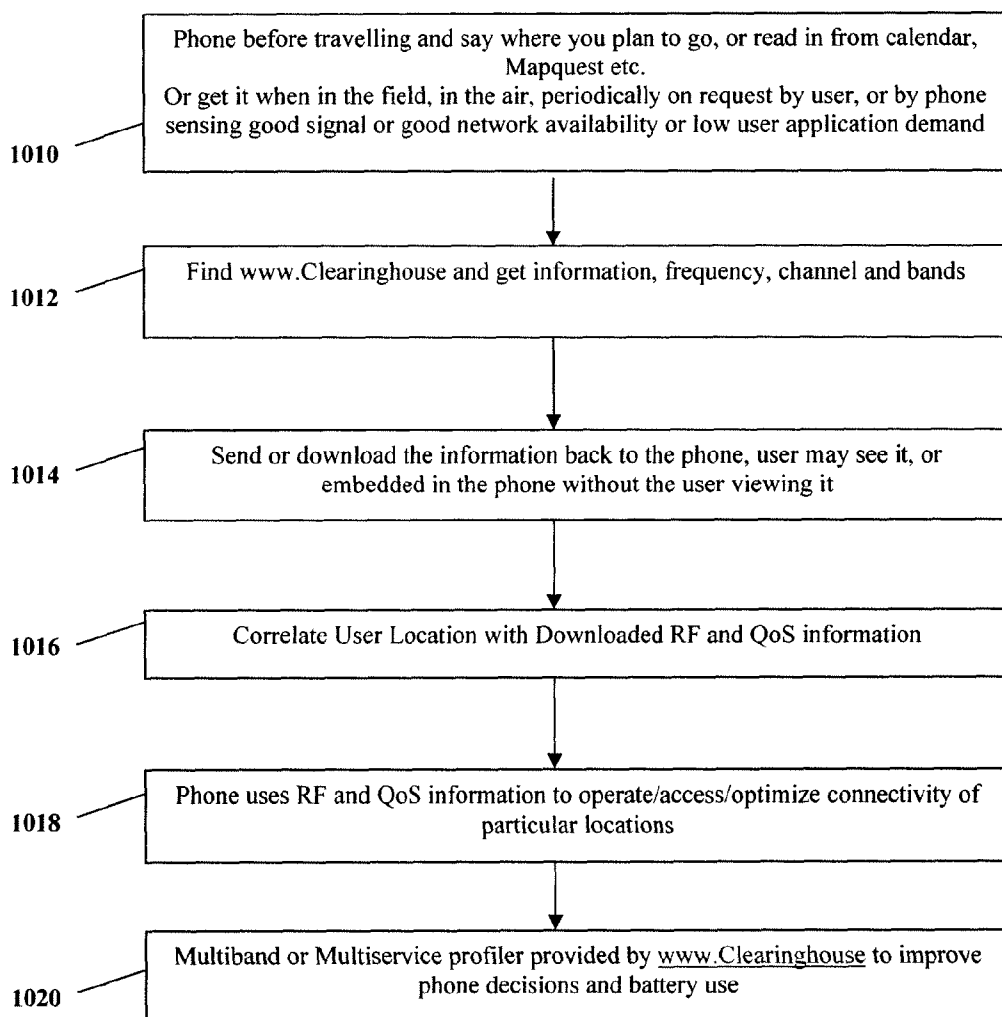 Phone before travelling and say where you plan to go, or read in from calendar,
Mapquest etc.
Or get it when in the field, in the air, periodically on request by user, or by phone
sensing good signal or good network availability or low user application demand
1010
Find www.Clearinghouse and get information, frequency, channel and bands
1012
Send or download the information back to the phone, user may see it, or
embedded in the phone without the user viewing it
1014
Correlate User Location with Downloaded RF and QoS information
1016
Phone uses RF and QoS information to operate/access/optimize connectivity of
particular locations
1018
Multiband or Multiservice profiler provided by www.Clearinghouse to improve
phone decisions and battery use
1020